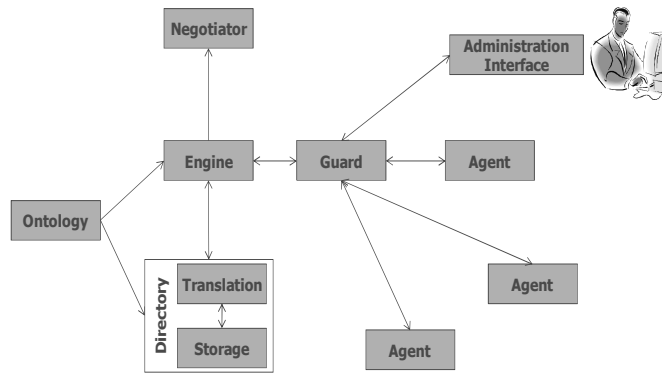 Negotiator
Administration
Interface
Engine
Guard
Agent
Ontology
Directory
Translation
Agent
Storage
Agent